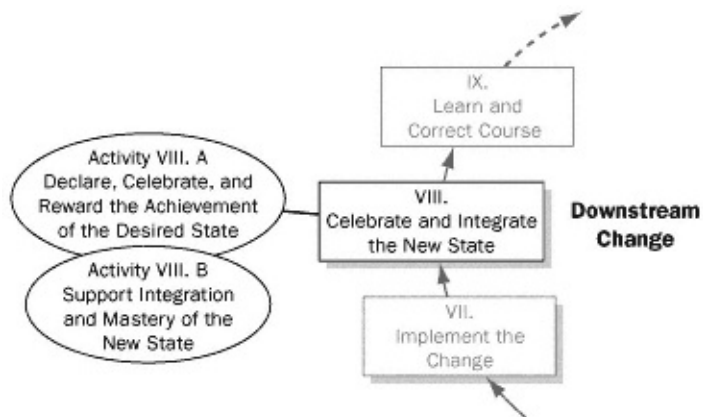 IX.
Learn and
Correct Course
Activity VIII. A
Declare, Celebrate, and
Reward the Achievement
of the Desired State
VIII.
Celebrate and Integrate
the New State
Downstream
Change
Activity VIII. B
Support Integration
and Mastery of the
New State
VII.
Implement the
Change